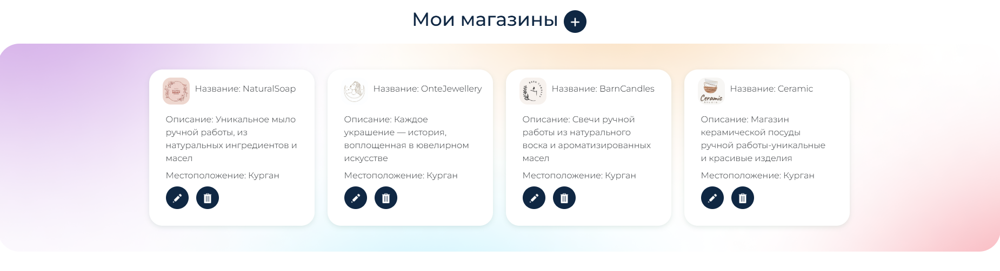 Мои магазины
Название: NaturalSoap
SOAP
Описание: Уникальное мыло
ручной работы, из
натуральных ингредиентов и
масел
Местоположение: Курган
Название: OnteJewellery
Описание: Каждое
украшение — история,
воплощенная в ювелирном
искусстве
Местоположение: Курган
BARN CANDLES
Название: BarnCandles
Описание: Свечи ручной
работы из натурального
воска и ароматизированных
масел
Местоположение: Курган
Ceramic
Название: Ceramic
Описание: Магазин
керамической посуды
ручной работы-уникальные
и красивые изделия
Местоположение: Курган